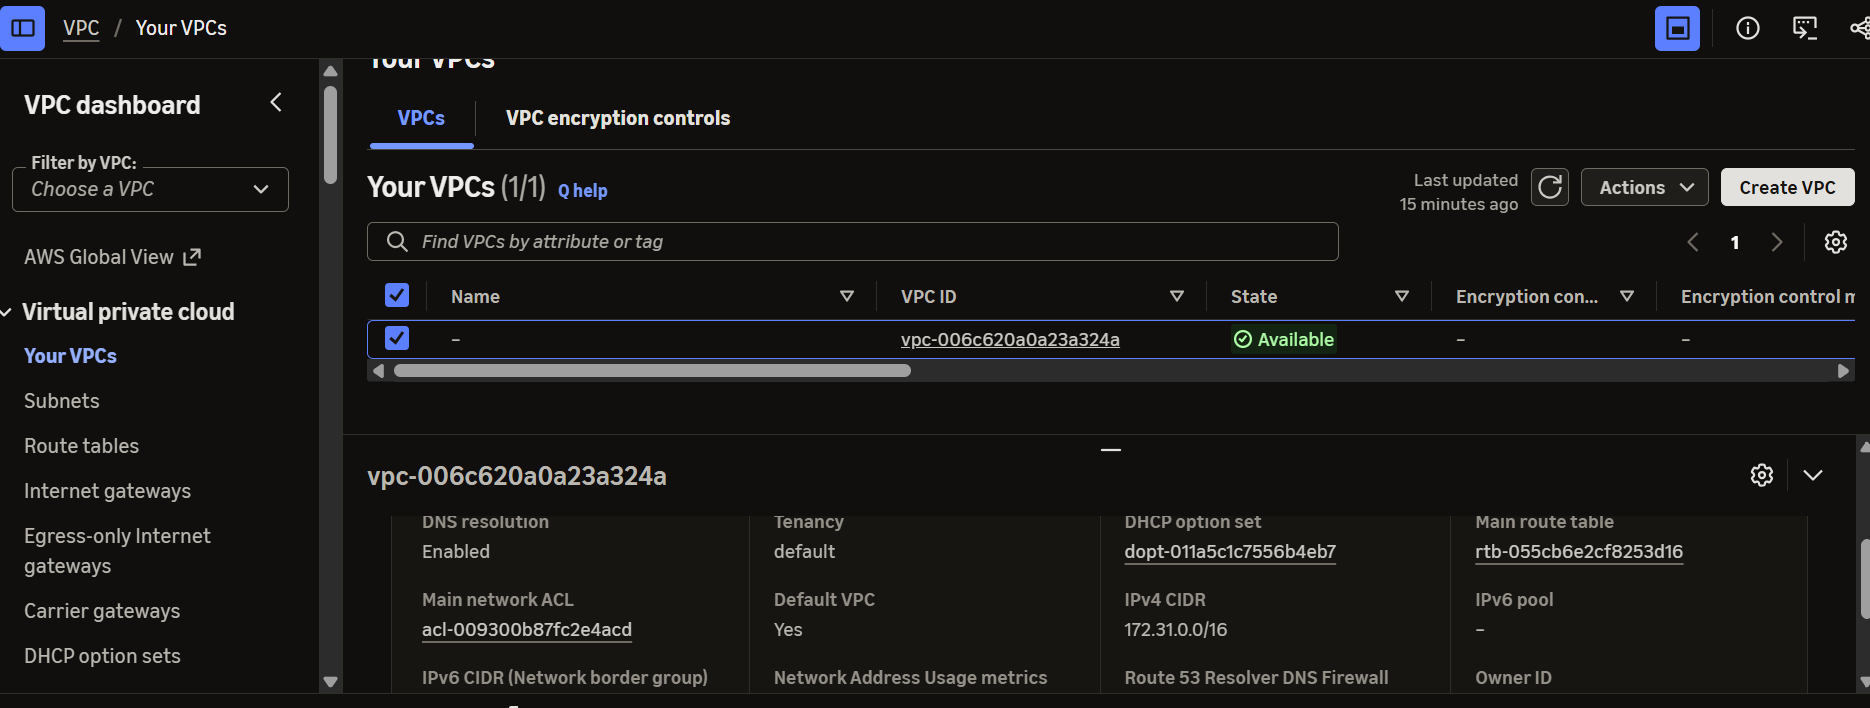 VPC / Your VPCs
VPC dashboard
Filter by VPC:
Choose a VPC
AWS Global View
Virtual private cloud
Your VPCs
Subnets
Route tables
Internet gateways
Egress-only Internet
gateways
Carrier gateways
DHCP option sets
Your VPCs
VPCs
VPC encryption controls
Your VPCs (1/1) Q help
Last updated
15 minutes ago
Actions
Create VPC
Find VPCs by attribute or tag
1
Name VPC ID State Encryption con... Encryption control m
– vpc-006c620a0a23a324a Available – –
vpc-006c620a0a23a324a
DNS resolution
Enabled
Tenancy
default
DHCP option set
dopt-011a5c1c7556b4eb7
Main route table
rtb-055cb6e2cf8253d16
Main network ACL
acl-009300b87fc2e4acd
Default VPC
Yes
IPv4 CIDR
172.31.0.0/16
IPv6 pool
–
IPv6 CIDR (Network border group)
Network Address Usage metrics
Route 53 Resolver DNS Firewall
Owner ID